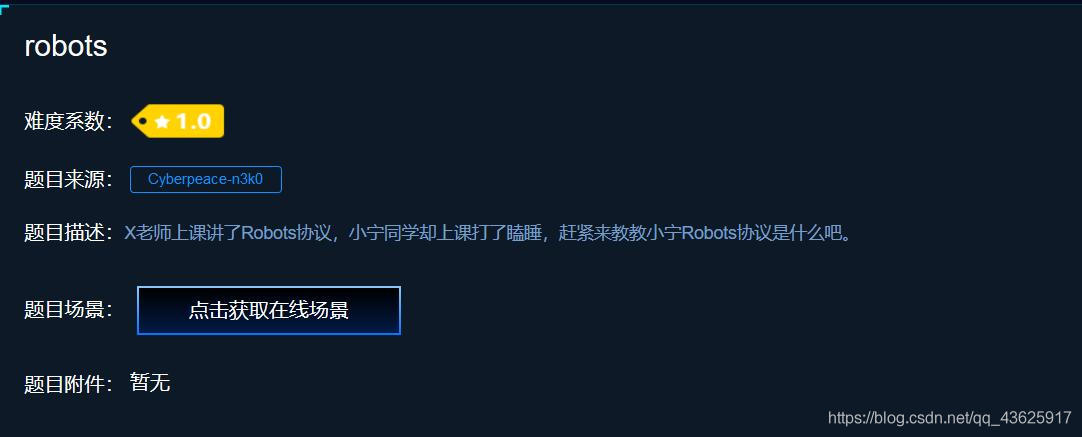 robots
难度系数： 1.0
题目来源： Cyberpeace-n3k0
题目描述：X老师上课讲了Robots协议，小宁同学却上课打了瞌睡，赶紧来教教小宁Robots协议是什么吧。
题目场景： 点击获取在线场景
题目附件： 暂无
https://blog.csdn.net/qq_43625917